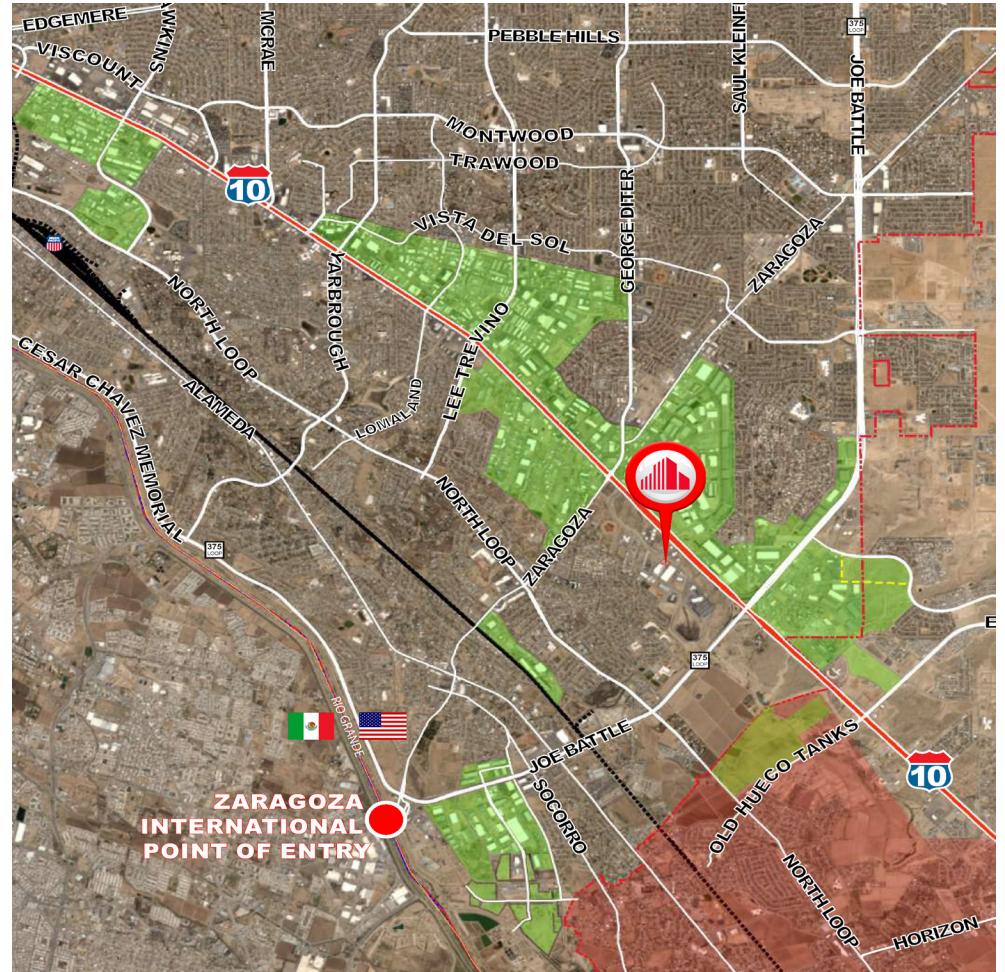 EDGEMERE
AWKINS
MCRAE
PEBBLE HILLS
SAUL KLEINF
375
LOOP
JOE BATTLE
VISCOUNT
MONTWOOD
TRAWOOD
10
VISTA DEL SOL
GEORGE DITER
ZARAGOZA
YARBROUGH
NORTH LOOP
LEE TREVINO
CESAR CHAVEZ MEMORIAL
ALAMEDA
LOMALAND
NORTH LOOP
ZARAGOZA
375
LOOP
E
375
LOOP
RIO GRANDE
JOE BATTLE
OLD HUECO TANKS
10
ZARAGOZA
INTERNATIONAL
POINT OF ENTRY
SOCORRO
NORTH LOOP
HORIZON